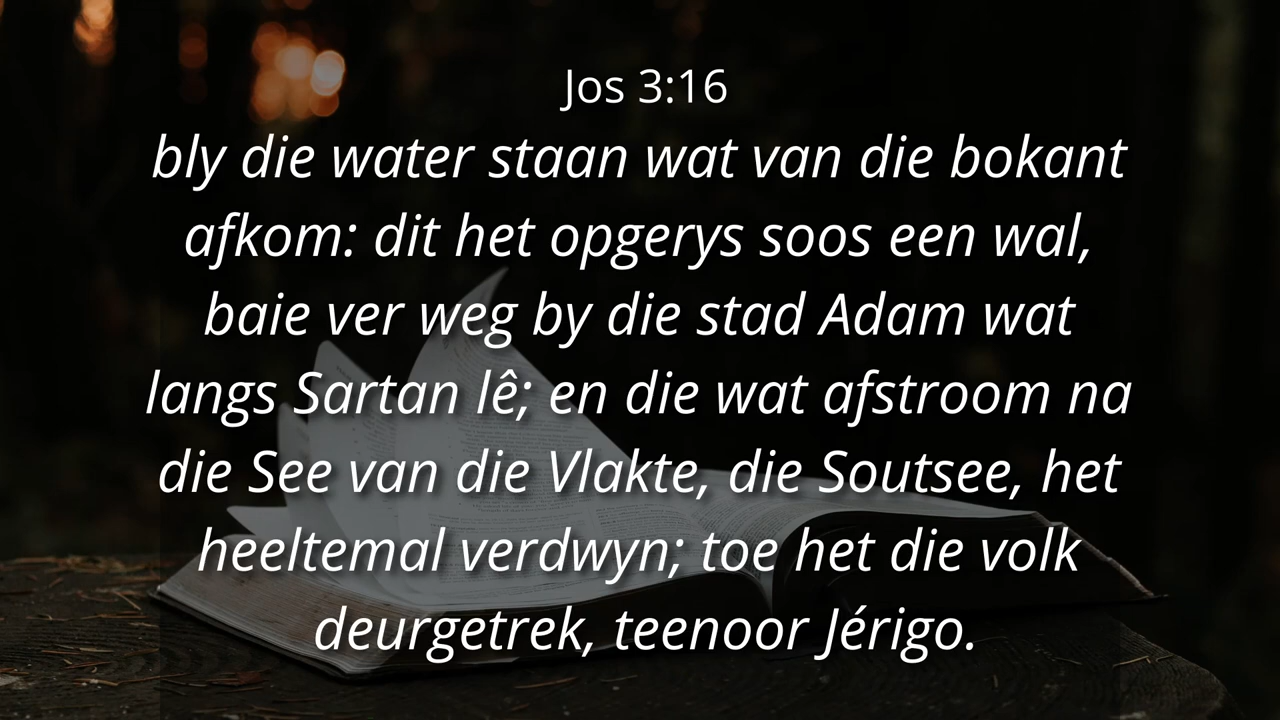 Jos 3:16
bly die water staan wat van die bokant
afkom: dit het opgerys soos een wal,
baie ver weg by die stad Adam wat
langs Sartan lê; en die wat afstroom na
die See van die Vlakte, die Soutsee, het
heeltemal verdwyn; toe het die volk
deurgetrek, teenoor Jérigo.